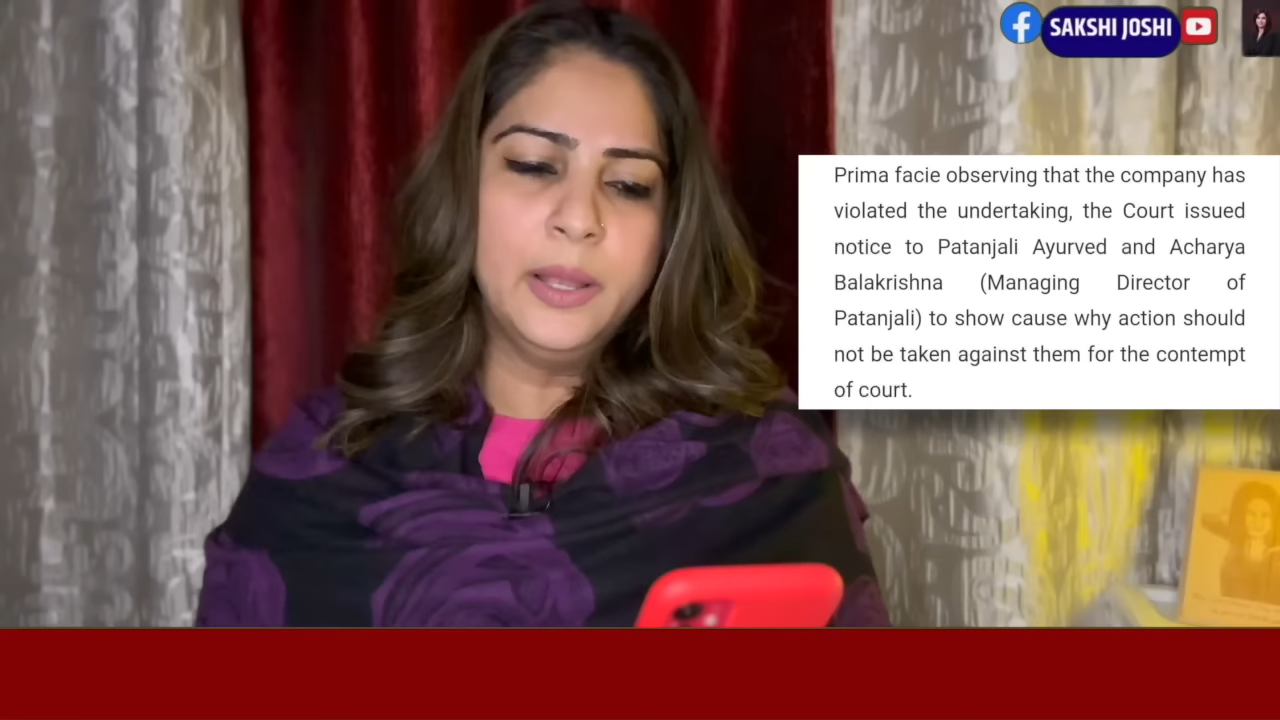 SAKSHI JOSHI
Prima facie observing that the company has
violated the undertaking, the Court issued
notice to Patanjali Ayurved and Acharya
Balakrishna (Managing Director of
Patanjali) to show cause why action should
not be taken against them for the contempt
of court.